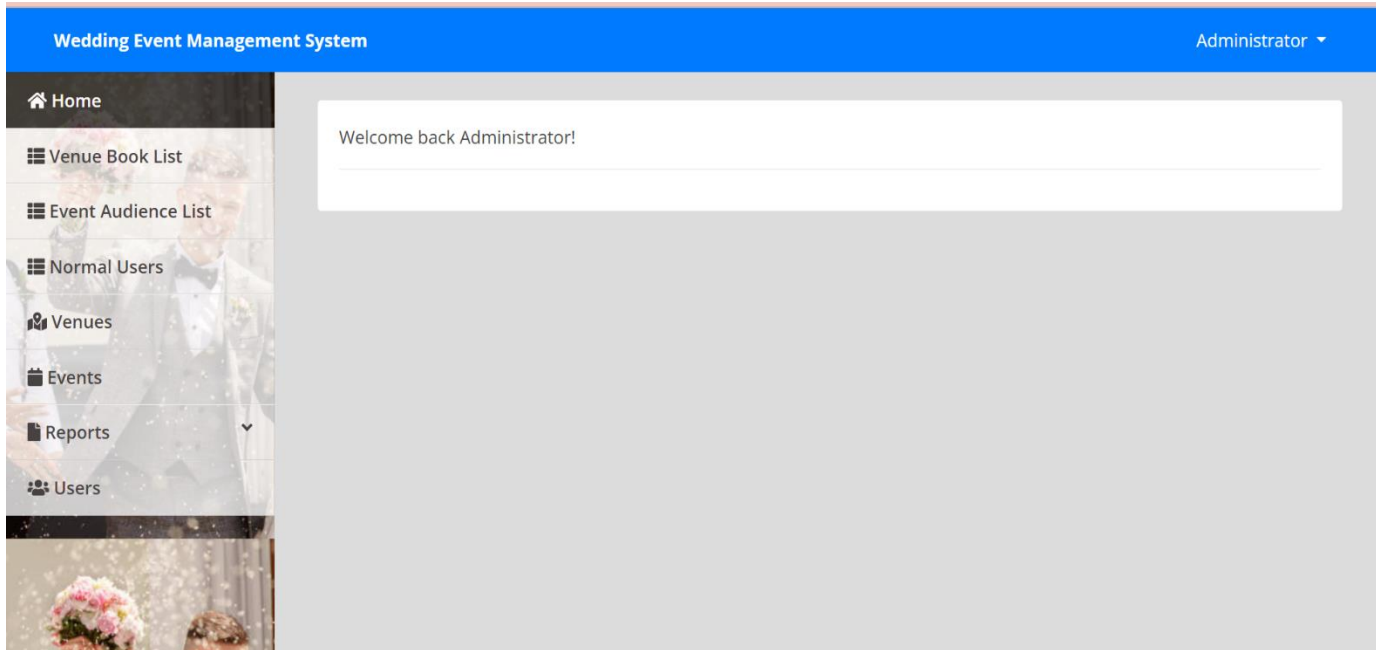 Wedding Event Management System
Administrator
Home
Venue Book List
Event Audience List
Normal Users
Venues
Events
Reports
Users
Welcome back Administrator!